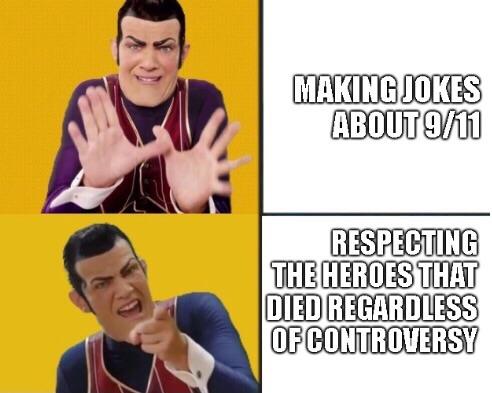 MAKING JOKES
ABOUT 9/11
RESPECTING
THE HEROES THAT
DIED REGARDLESS
OF CONTROVERSY